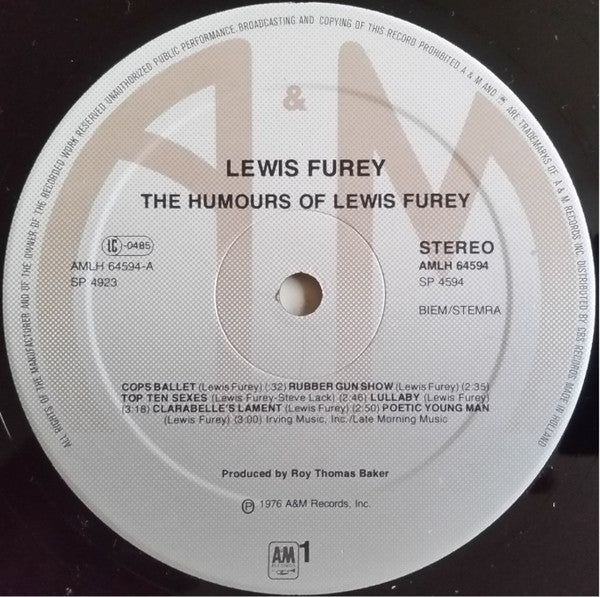 ALL RIGHTS OF THE MANUFACTURER AND OF THE OWNER OF THE RECORDED WORK RESERVED UNAUTHORIZED PUBLIC PERFORMANCE, BROADCASTING AND COPYING OF THIS RECORD PROHIBITED. A & M AND ARE TRADEMARKS OF A & M RECORDS INC. DISTRIBUTED BY CBS RECORDS MADE IN HOLLAND
A & M
LEWIS FUREY
THE HUMOURS OF LEWIS FUREY
LC-0485
AMLH 64594-A
SP 4923
STEREO
AMLH 64594
SP 4594
BIEM/STEMRA
COPS BALLET (Lewis Furey) (:32) RUBBER GUN SHOW (Lewis Furey) (2:35)
TOP TEN SEXES (Lewis Furey-Steve Lack) (2:46) LULLABY (Lewis Furey)
(3:18) CLARABELLE'S LAMENT (Lewis Furey) (2:50) POETIC YOUNG MAN
(Lewis Furey) (3:00) Irving Music, Inc./Late Morning Music
Produced by Roy Thomas Baker
℗ 1976 A&M Records, Inc.
AM 1
RECORDS